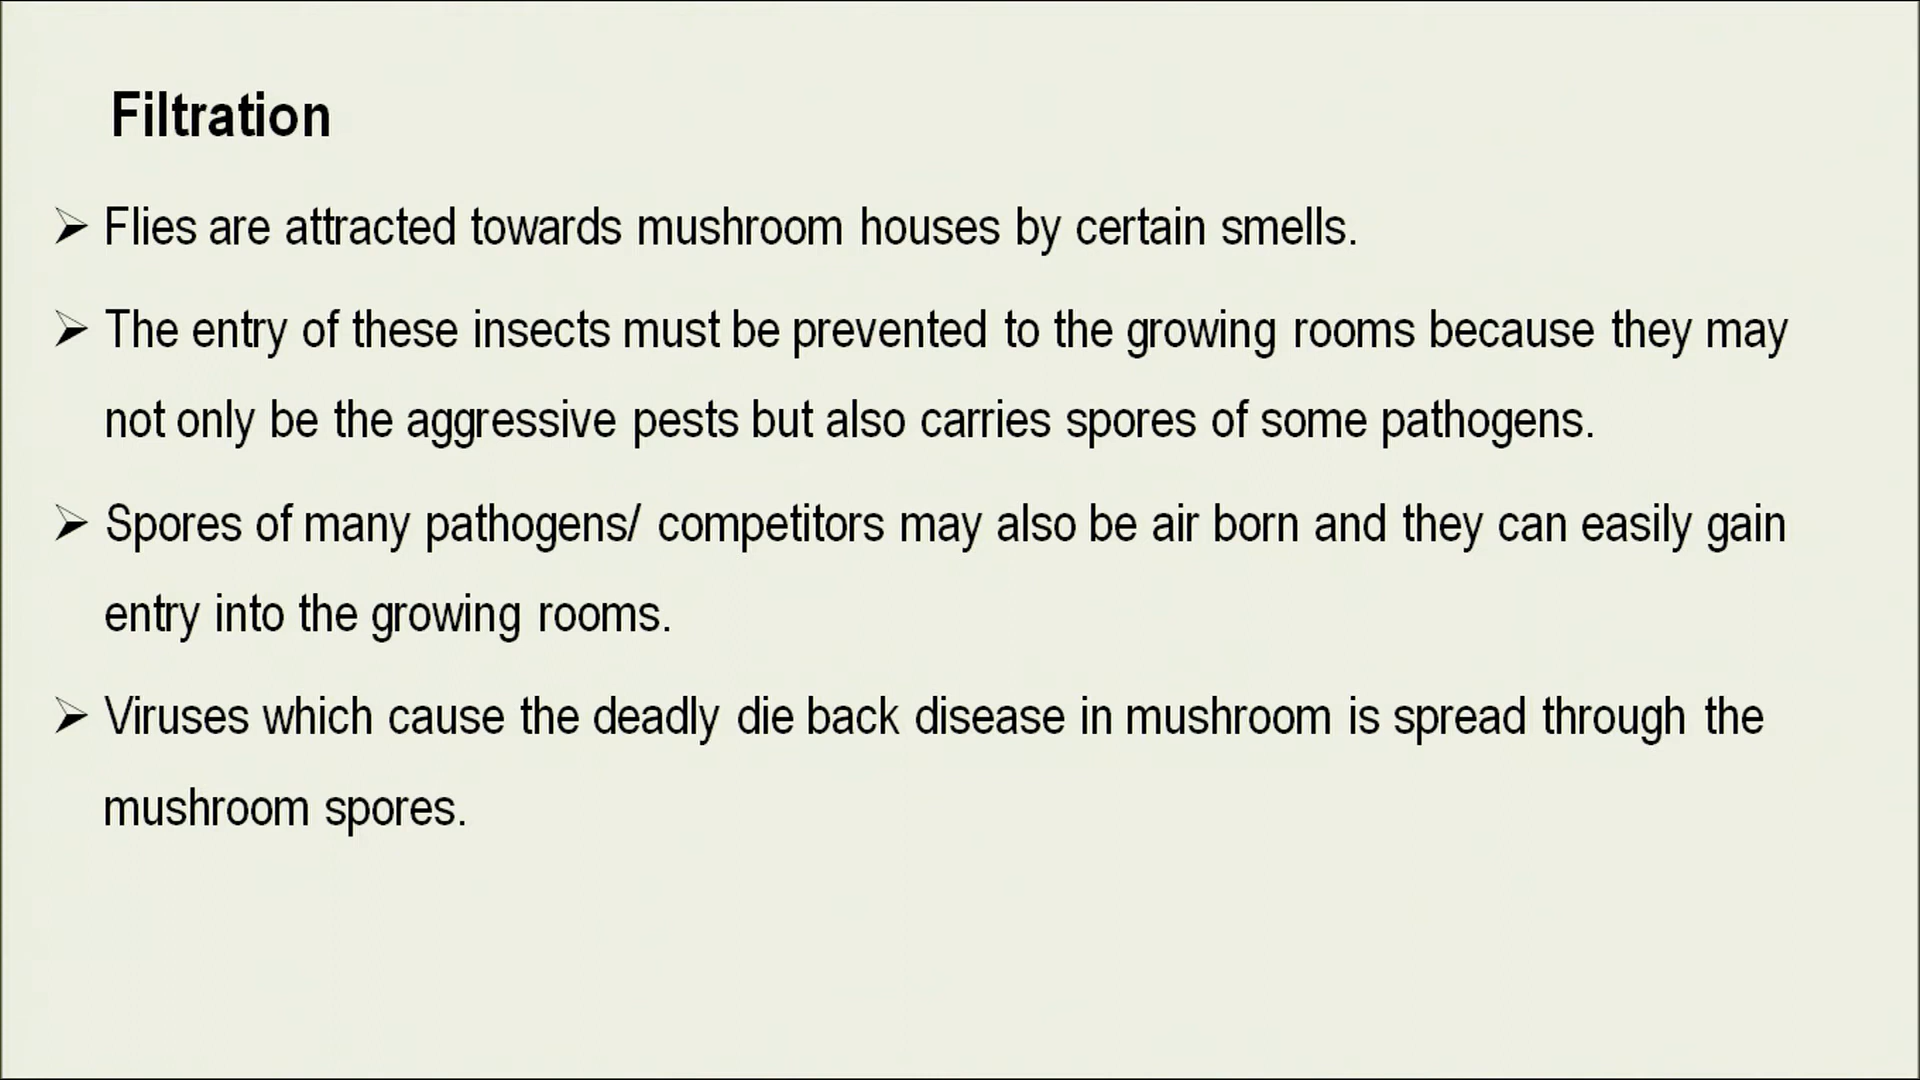 Filtration
➢ Flies are attracted towards mushroom houses by certain smells.
➢ The entry of these insects must be prevented to the growing rooms because they may
not only be the aggressive pests but also carries spores of some pathogens.
➢ Spores of many pathogens/ competitors may also be air born and they can easily gain
entry into the growing rooms.
➢ Viruses which cause the deadly die back disease in mushroom is spread through the
mushroom spores.